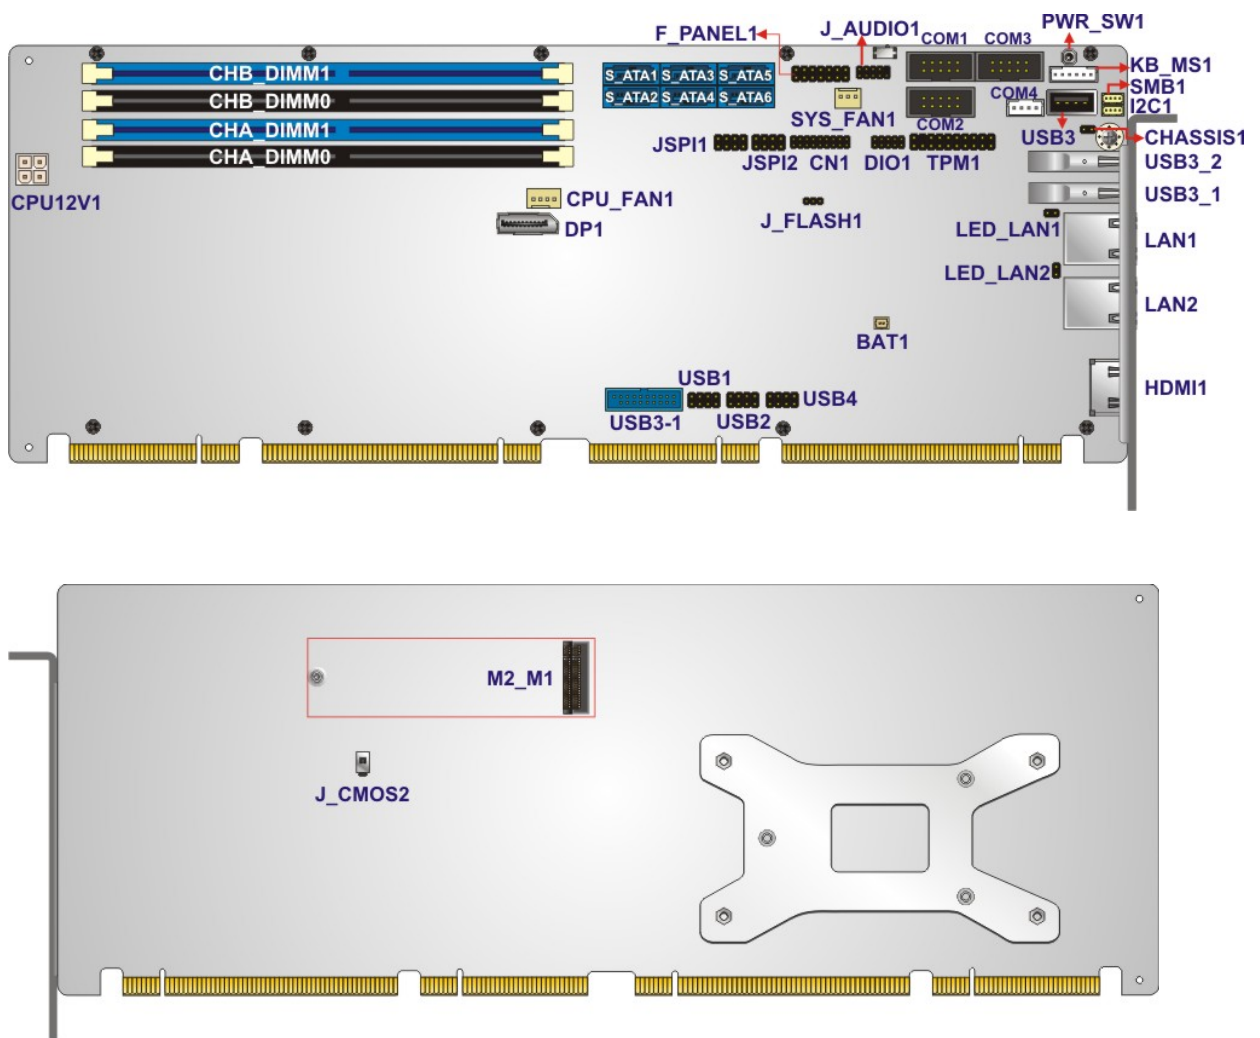 PWR_SW1
F_PANEL1
J_AUDIO1
COM1
COM3
KB_MS1
CHB_DIMM1
S_ATA1
S_ATA3
S_ATA5
SMB1
CHB_DIMM0
S_ATA2
S_ATA4
S_ATA6
COM4
I2C1
SYS_FAN1
COM2
CHA_DIMM1
USB3
CHASSIS1
JSPI1
CHA_DIMM0
JSPI2
CN1
DIO1
TPM1
USB3_2
CPU12V1
CPU_FAN1
USB3_1
DP1
J_FLASH1
LED_LAN1
LAN1
LED_LAN2
LAN2
BAT1
USB1
HDMI1
USB4
USB3-1
USB2
M2_M1
J_CMOS2